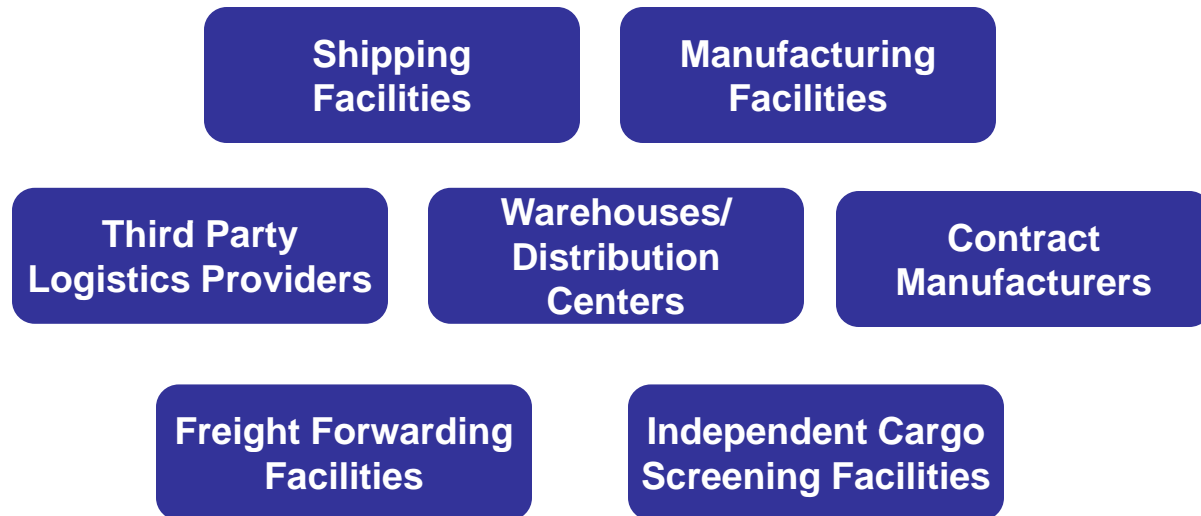 Shipping
Facilities
Manufacturing
Facilities
Third Party
Logistics Providers
Warehouses/
Distribution
Centers
Contract
Manufacturers
Freight Forwarding
Facilities
Independent Cargo
Screening Facilities